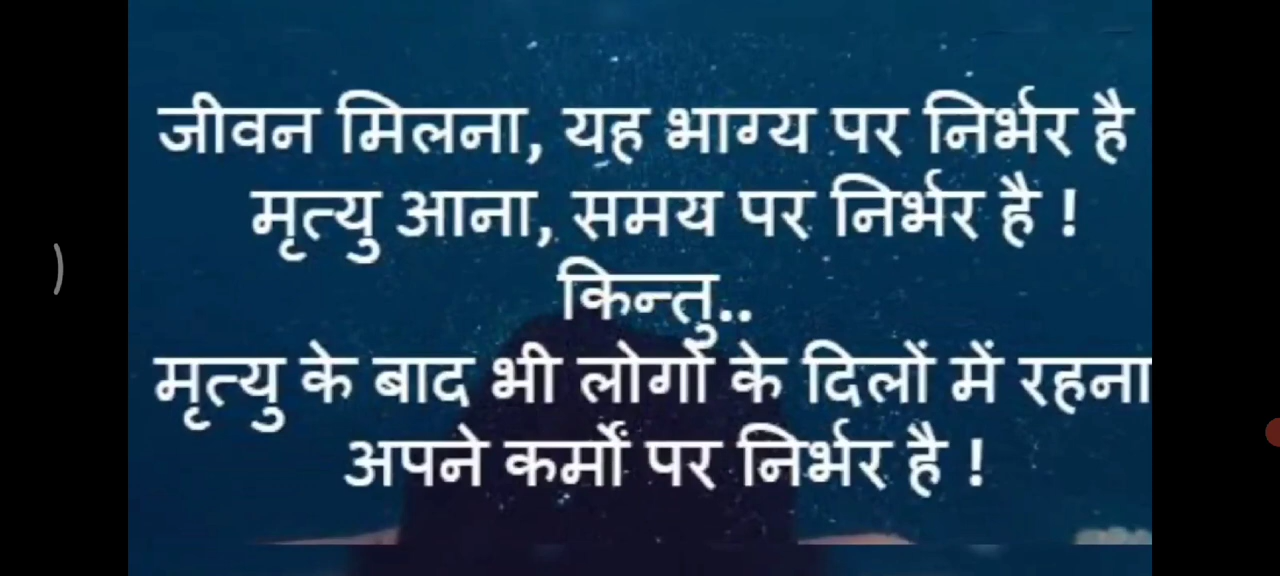 जीवन मिलना, यह भाग्य पर निर्भर है
मृत्यु आना, समय पर निर्भर है !
किन्तु..
मृत्यु के बाद भी लोगों के दिलों में रहना
अपने कर्मों पर निर्भर है !